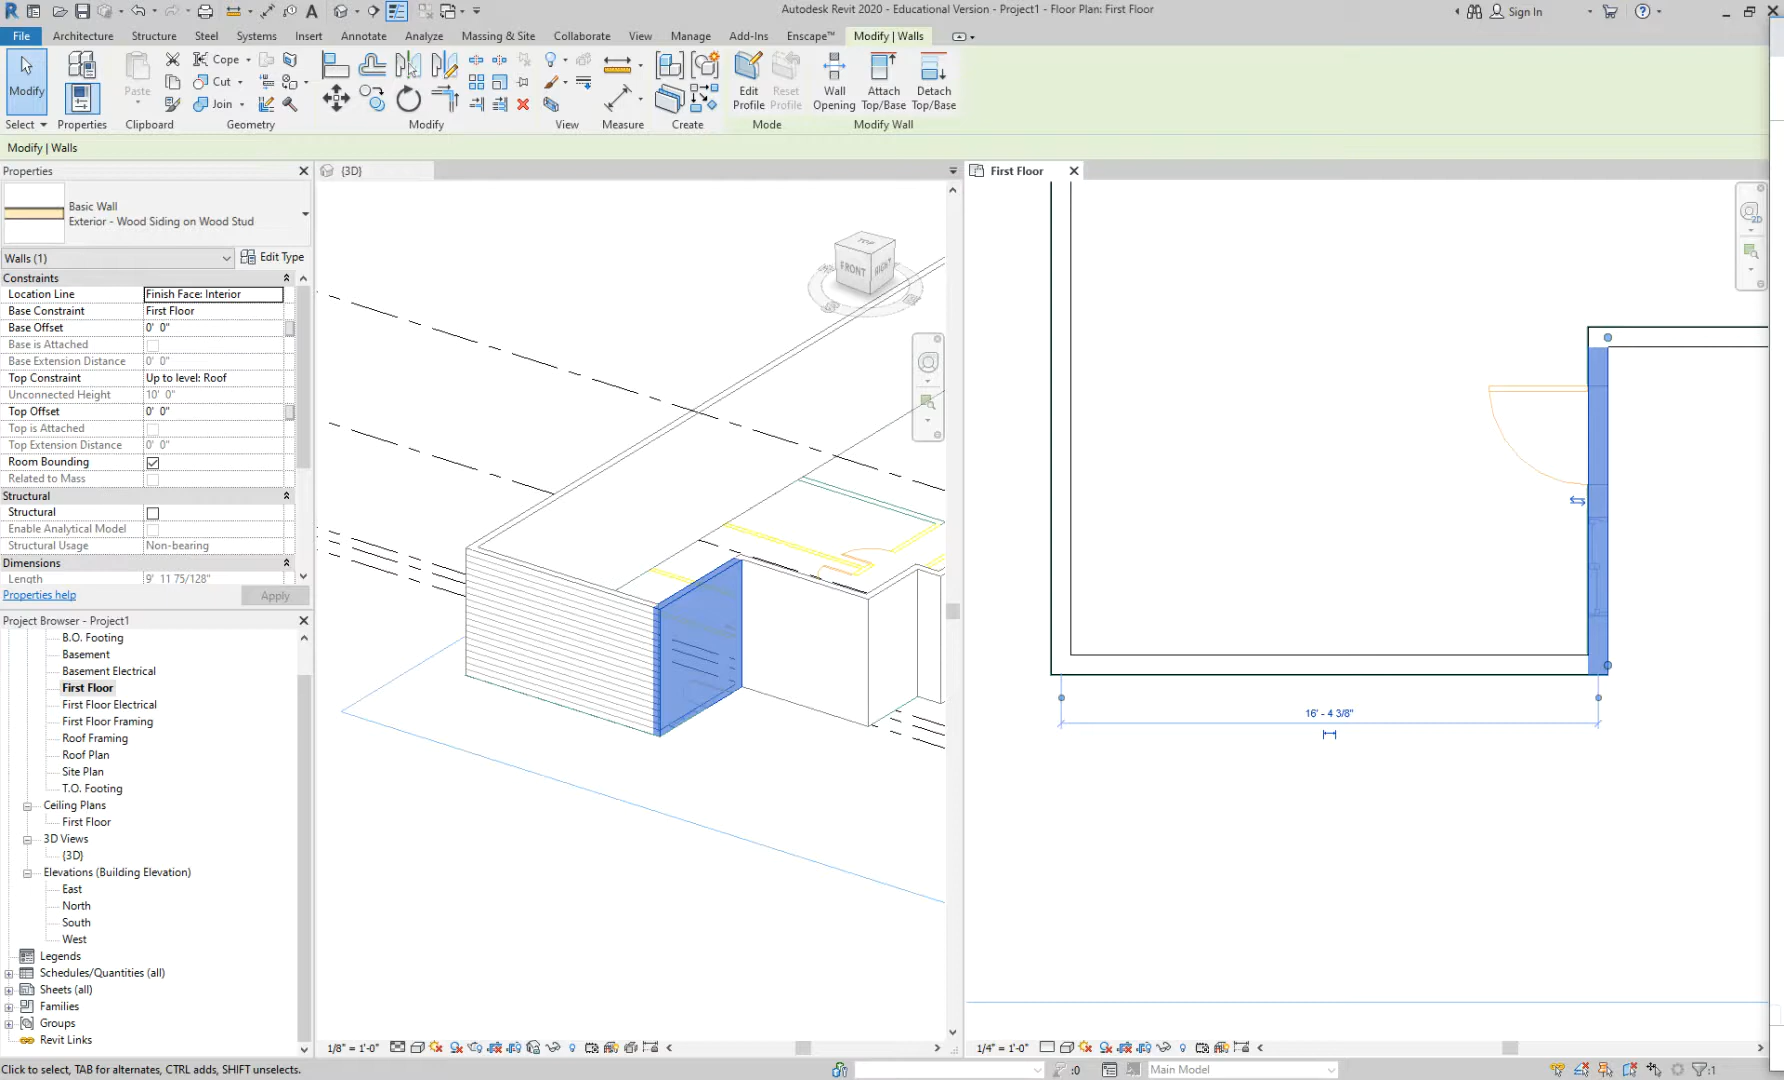 Autodesk Revit 2020 - Educational Version - Project1 - Floor Plan: First Floor
Sign In
File
Architecture
Structure
Steel
Systems
Insert
Annotate
Analyze
Massing & Site
Collaborate
View
Manage
Add-Ins
Enscape™
Modify | Walls
Modify
Paste
Cope
Cut
Join
Edit Profile
Reset Profile
Wall Opening
Attach Top/Base
Detach Top/Base
Select
Properties
Clipboard
Geometry
Modify
View
Measure
Create
Mode
Modify Wall
Modify | Walls
Properties
Basic Wall
Exterior - Wood Siding on Wood Stud
Walls (1)
Edit Type
Constraints
Location Line Finish Face: Interior
Base Constraint First Floor
Base Offset 0' 0"
Base is Attached
Base Extension Distance 0' 0"
Top Constraint Up to level: Roof
Unconnected Height 10' 0"
Top Offset 0' 0"
Top is Attached
Top Extension Distance 0' 0"
Room Bounding
Related to Mass
Structural
Structural
Enable Analytical Model
Structural Usage Non-bearing
Dimensions
Length 9' 11 75/128"
Properties help
Apply
Project Browser - Project1
B.O. Footing
Basement
Basement Electrical
First Floor
First Floor Electrical
First Floor Framing
Roof Framing
Roof Plan
Site Plan
T.O. Footing
Ceiling Plans
First Floor
3D Views
{3D}
Elevations (Building Elevation)
East
North
South
West
Legends
Schedules/Quantities (all)
Sheets (all)
Families
Groups
Revit Links
{3D}
TOP
FRONT
RIGHT
1/8" = 1'-0"
First Floor
2D
16' - 4 3/8"
1/4" = 1'-0"
Click to select, TAB for alternates, CTRL adds, SHIFT unselects.
:0
Main Model
:1